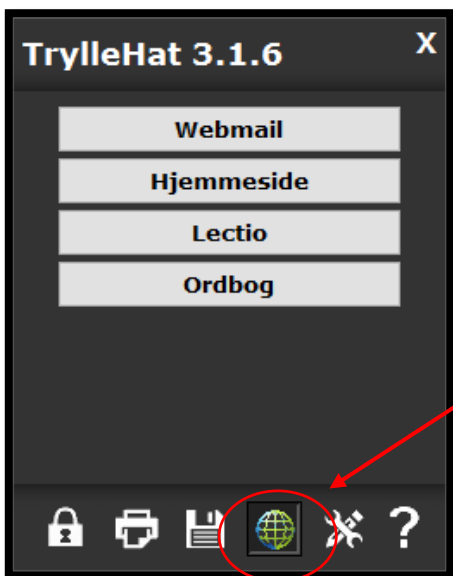 TrylleHat 3.1.6 X
Webmail
Hjemmeside
Lectio
Ordbog
?